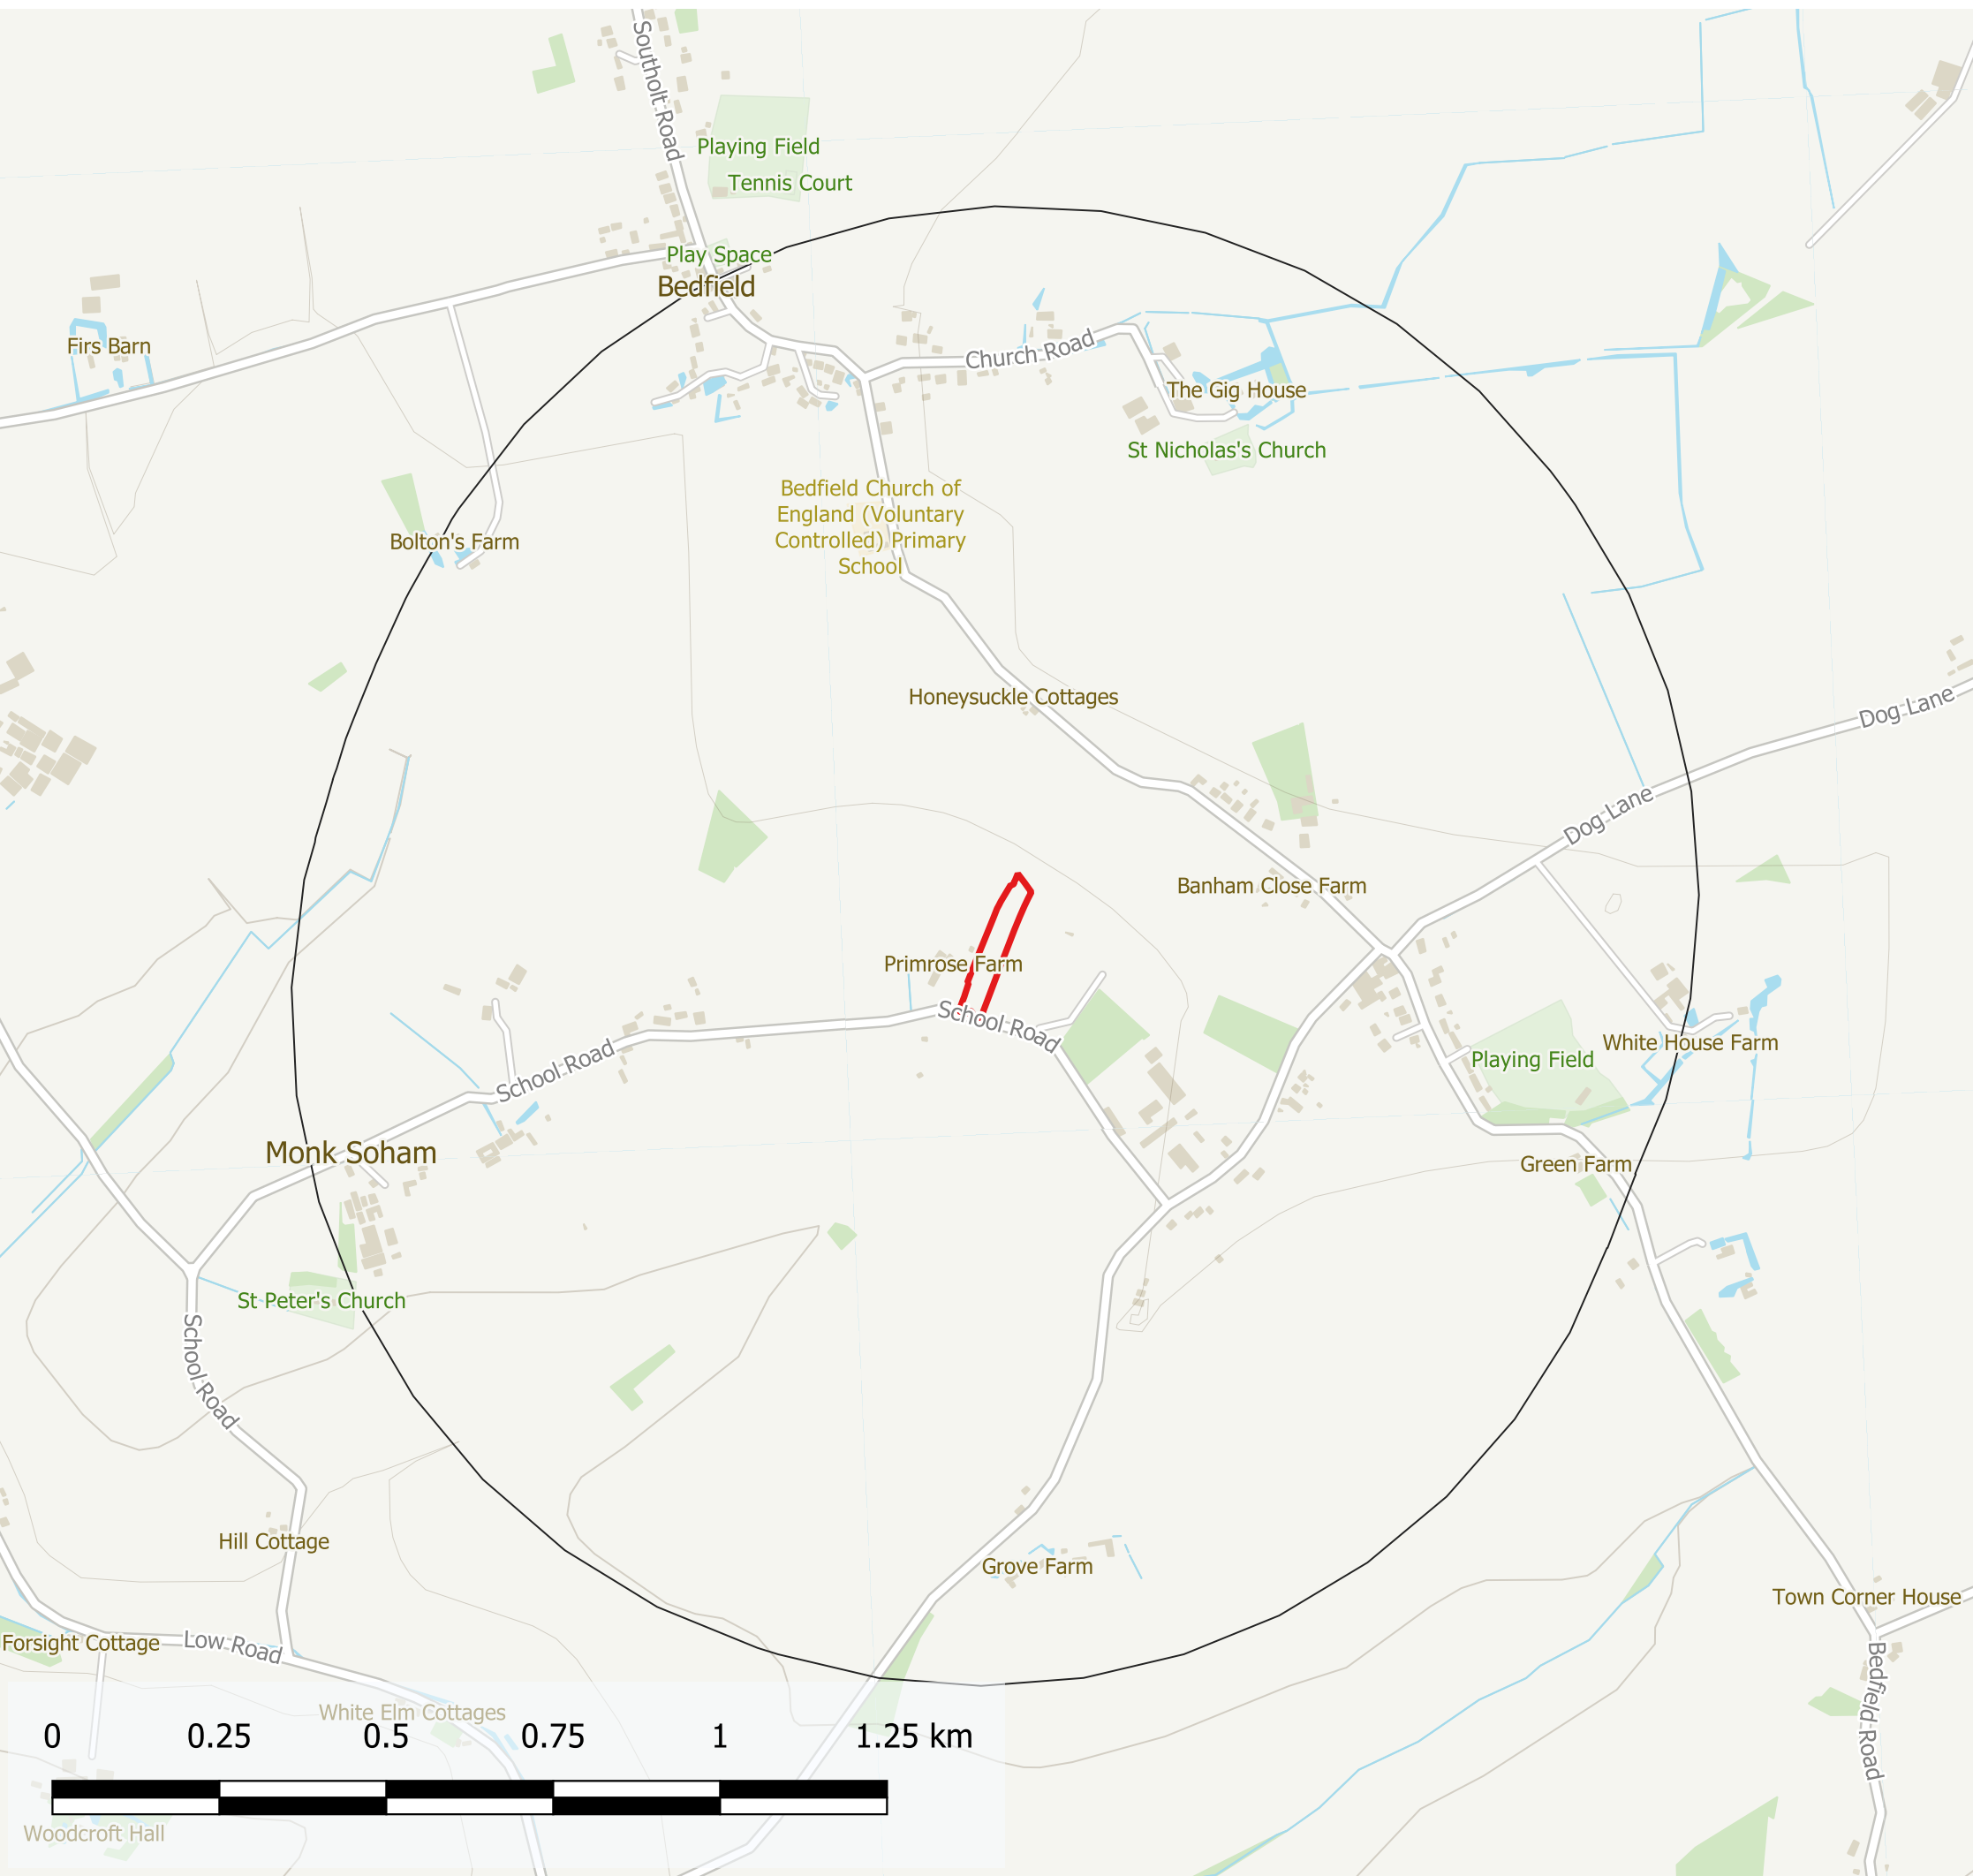 Southolt Road
Playing Field
Tennis Court
Play Space
Bedfield
Firs Barn
Church Road
The Gig House
St Nicholas's Church
Bedfield Church of
England (Voluntary
Controlled) Primary
School
Bolton's Farm
Honeysuckle Cottages
Dog Lane
Dog Lane
Banham Close Farm
Primrose Farm
School Road
School Road
White House Farm
Playing Field
Monk Soham
Green Farm
St Peter's Church
School Road
Hill Cottage
Grove Farm
Town Corner House
Forsight Cottage
Low Road
Bedfield Road
White Elm Cottages
0 0.25 0.5 0.75 1 1.25 km
Woodcroft Hall